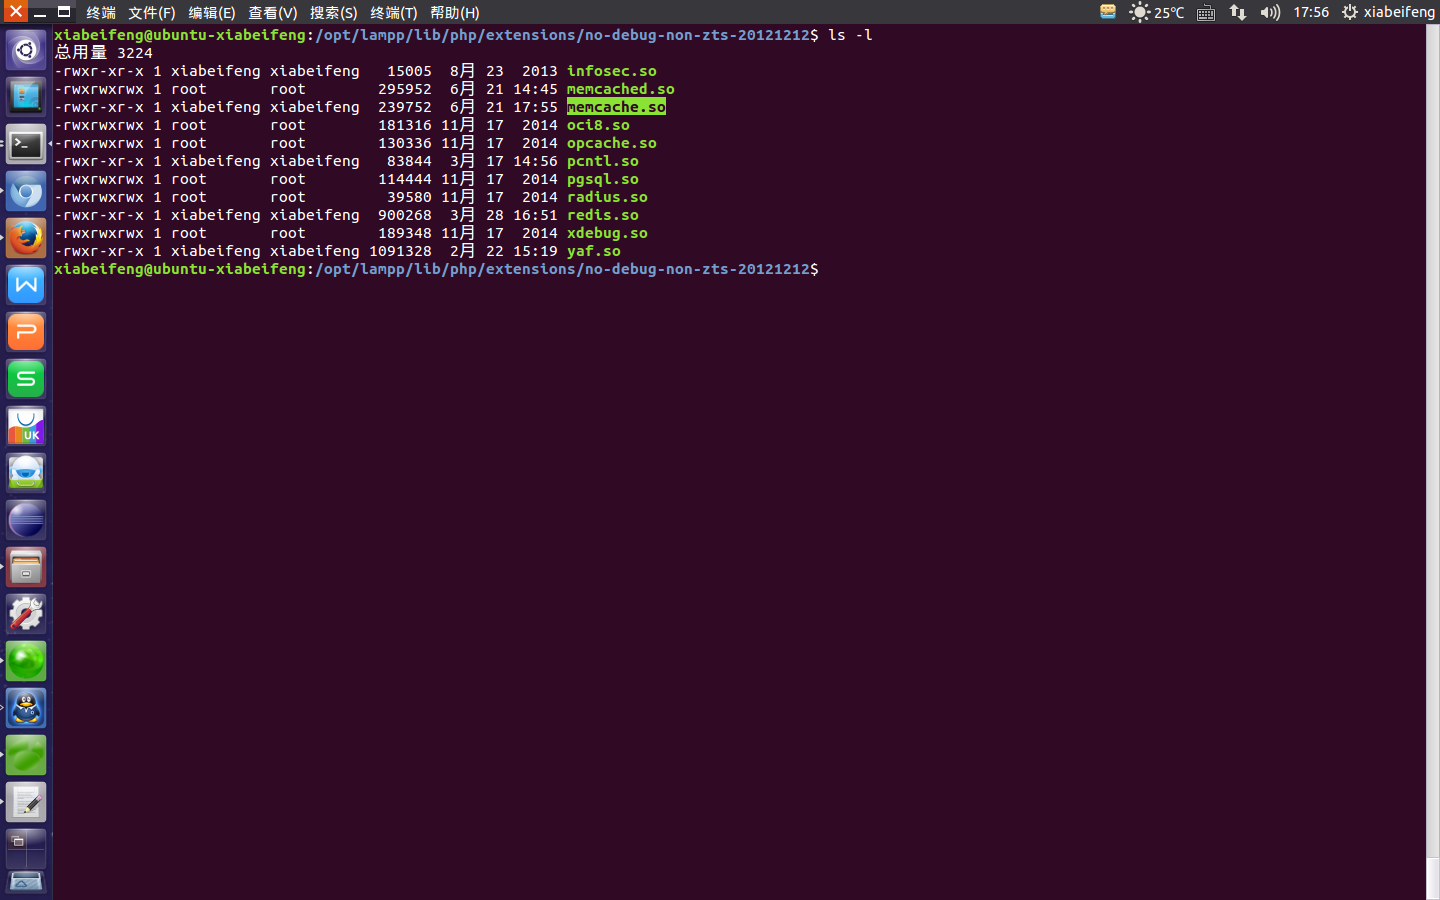 终端 文件(F) 编辑(E) 查看(V) 搜索(S) 终端(T) 帮助(H) 25℃ 17:56 xiabeifeng
xiabeifeng@ubuntu-xiabeifeng:/opt/lampp/lib/php/extensions/no-debug-non-zts-20121212$ ls -l
总用量 3224
-rwxr-xr-x 1 xiabeifeng xiabeifeng   15005  8月 23  2013 infosec.so
-rwxrwxrwx 1 root       root        295952  6月 21 14:45 memcached.so
-rwxr-xr-x 1 xiabeifeng xiabeifeng  239752  6月 21 17:55 memcache.so
-rwxrwxrwx 1 root       root        181316 11月 17  2014 oci8.so
-rwxrwxrwx 1 root       root        130336 11月 17  2014 opcache.so
-rwxr-xr-x 1 xiabeifeng xiabeifeng   83844  3月 17 14:56 pcntl.so
-rwxrwxrwx 1 root       root        114444 11月 17  2014 pgsql.so
-rwxrwxrwx 1 root       root         39580 11月 17  2014 radius.so
-rwxr-xr-x 1 xiabeifeng xiabeifeng  900268  3月 28 16:51 redis.so
-rwxrwxrwx 1 root       root        189348 11月 17  2014 xdebug.so
-rwxr-xr-x 1 xiabeifeng xiabeifeng 1091328  2月 22 15:19 yaf.so
xiabeifeng@ubuntu-xiabeifeng:/opt/lampp/lib/php/extensions/no-debug-non-zts-20121212$
UK